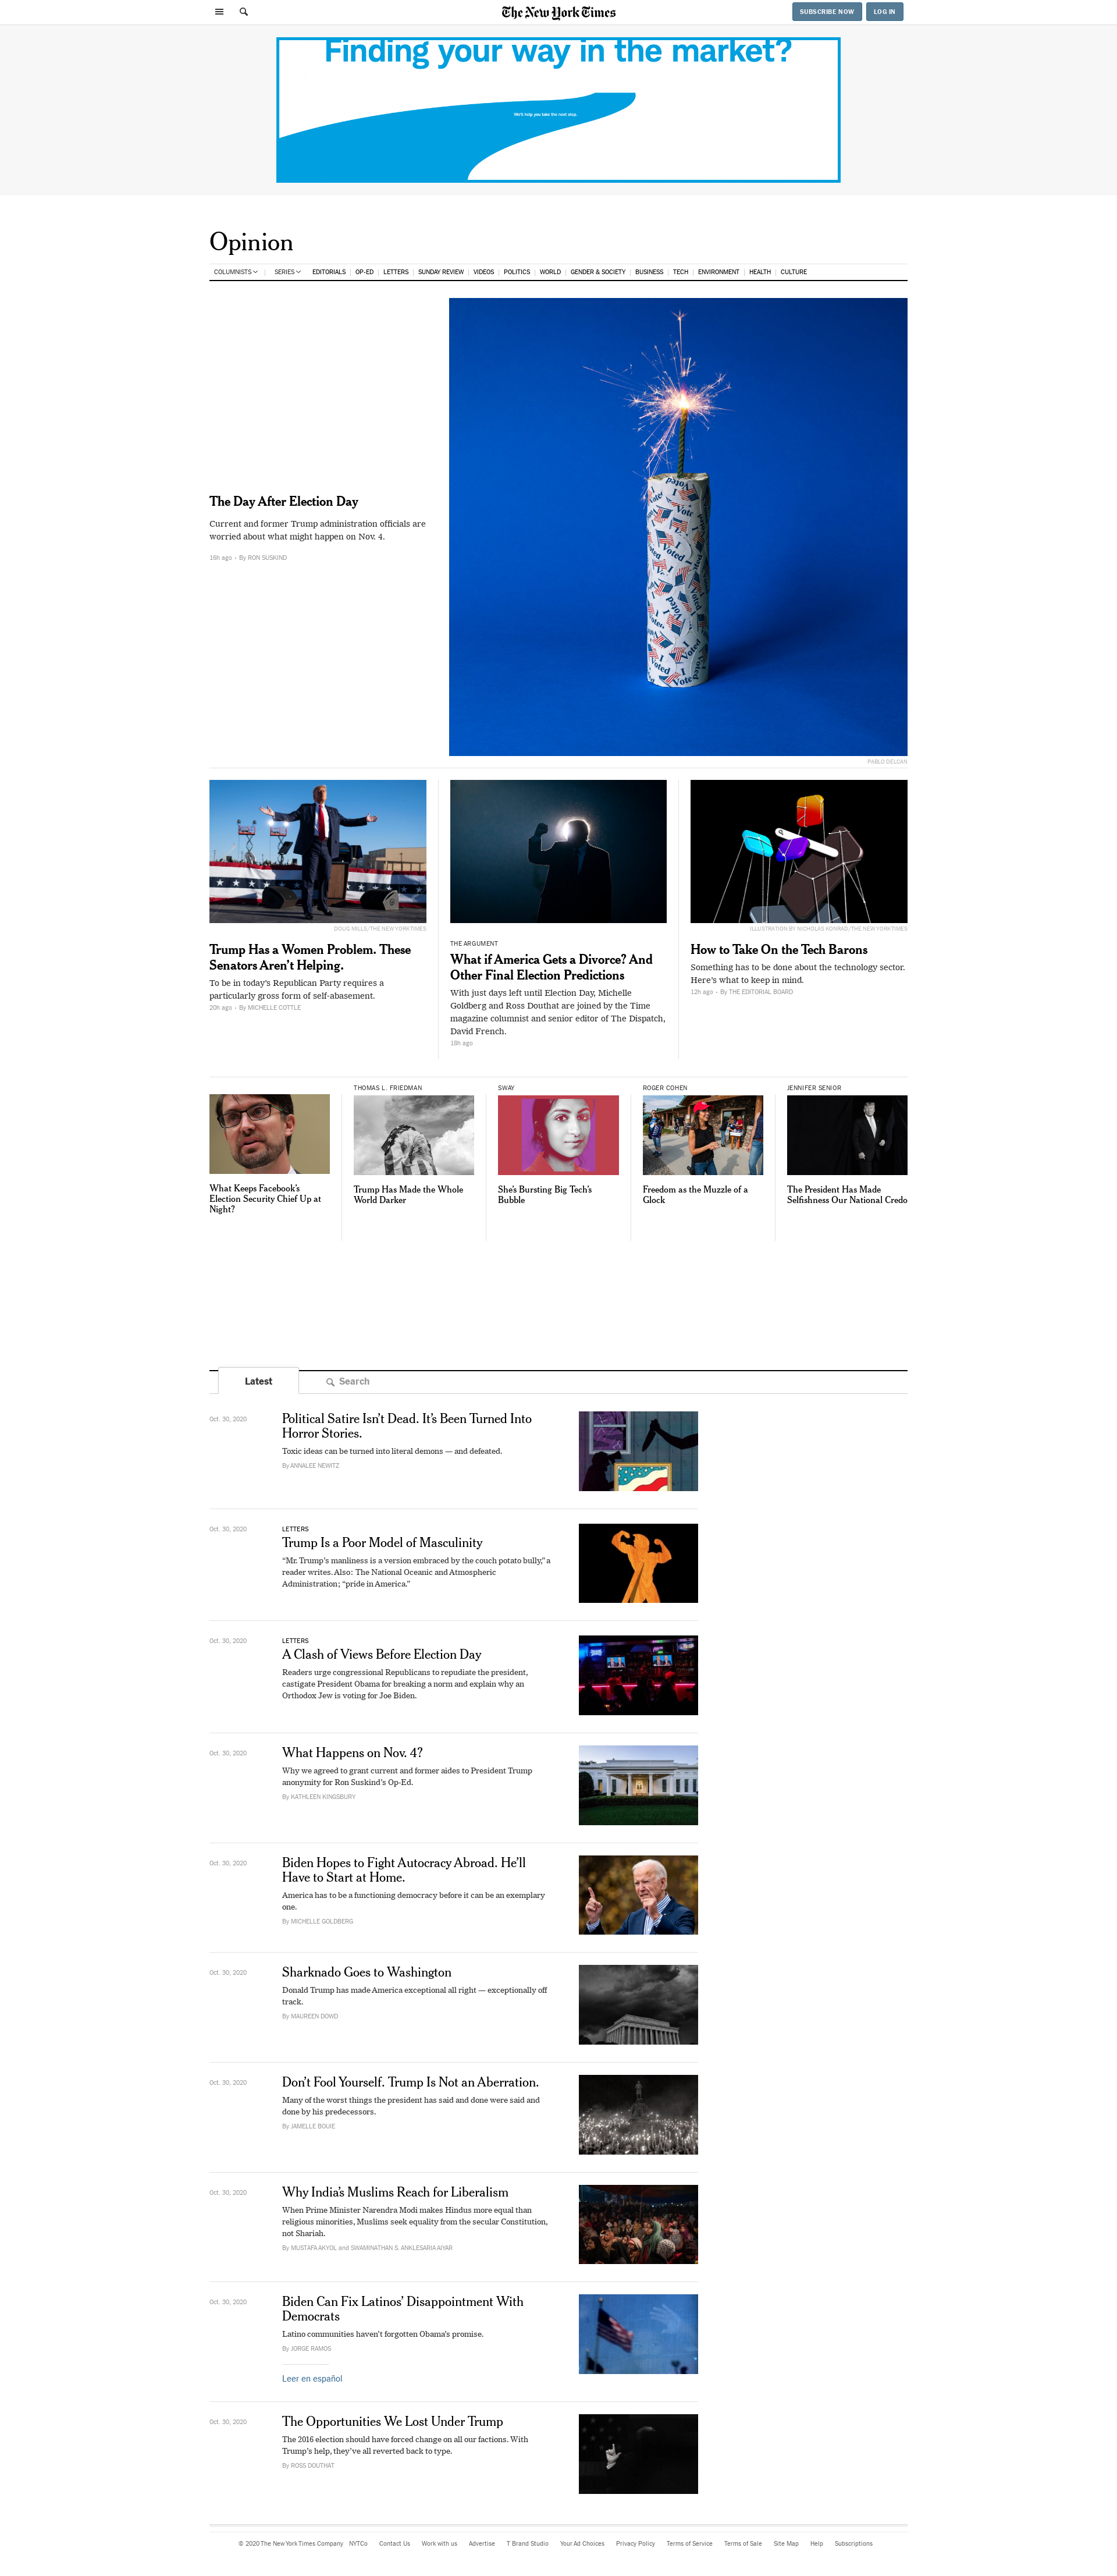 The New York Times
SUBSCRIBE NOW
LOG IN
Finding your way in the market?
We'll help you take the next step.
Opinion
COLUMNISTS
SERIES
EDITORIALS
OP-ED
LETTERS
SUNDAY REVIEW
VIDEOS
POLITICS
WORLD
GENDER & SOCIETY
BUSINESS
TECH
ENVIRONMENT
HEALTH
CULTURE
The Day After Election Day
Current and former Trump administration officials are
worried about what might happen on Nov. 4.
16h ago · By RON SUSKIND
I Voted
PABLO DELCAN
DOUG MILLS/THE NEW YORK TIMES
Trump Has a Women Problem. These
Senators Aren't Helping.
To be in today's Republican Party requires a
particularly gross form of self-abasement.
20h ago · By MICHELLE COTTLE
THE ARGUMENT
What if America Gets a Divorce? And
Other Final Election Predictions
With just days left until Election Day, Michelle
Goldberg and Ross Douthat are joined by the Time
magazine columnist and senior editor of The Dispatch,
David French.
18h ago
ILLUSTRATION BY NICHOLAS KONRAD/THE NEW YORK TIMES
How to Take On the Tech Barons
Something has to be done about the technology sector.
Here's what to keep in mind.
12h ago · By THE EDITORIAL BOARD
What Keeps Facebook's
Election Security Chief Up at
Night?
THOMAS L. FRIEDMAN
Trump Has Made the Whole
World Darker
SWAY
She's Bursting Big Tech's
Bubble
ROGER COHEN
Freedom as the Muzzle of a
Glock
JENNIFER SENIOR
The President Has Made
Selfishness Our National Credo
Latest
Search
Oct. 30, 2020
Political Satire Isn't Dead. It's Been Turned Into
Horror Stories.
Toxic ideas can be turned into literal demons — and defeated.
By ANNALEE NEWITZ
Oct. 30, 2020
LETTERS
Trump Is a Poor Model of Masculinity
“Mr. Trump's manliness is a version embraced by the couch potato bully,” a
reader writes. Also: The National Oceanic and Atmospheric
Administration; “pride in America.”
Oct. 30, 2020
LETTERS
A Clash of Views Before Election Day
Readers urge congressional Republicans to repudiate the president,
castigate President Obama for breaking a norm and explain why an
Orthodox Jew is voting for Joe Biden.
Oct. 30, 2020
What Happens on Nov. 4?
Why we agreed to grant current and former aides to President Trump
anonymity for Ron Suskind's Op-Ed.
By KATHLEEN KINGSBURY
Oct. 30, 2020
Biden Hopes to Fight Autocracy Abroad. He'll
Have to Start at Home.
America has to be a functioning democracy before it can be an exemplary
one.
By MICHELLE GOLDBERG
Oct. 30, 2020
Sharknado Goes to Washington
Donald Trump has made America exceptional all right — exceptionally off
track.
By MAUREEN DOWD
Oct. 30, 2020
Don't Fool Yourself. Trump Is Not an Aberration.
Many of the worst things the president has said and done were said and
done by his predecessors.
By JAMELLE BOUIE
Oct. 30, 2020
Why India's Muslims Reach for Liberalism
When Prime Minister Narendra Modi makes Hindus more equal than
religious minorities, Muslims seek equality from the secular Constitution,
not Shariah.
By MUSTAFA AKYOL and SWAMINATHAN S. ANKLESARIA AIYAR
Oct. 30, 2020
Biden Can Fix Latinos' Disappointment With
Democrats
Latino communities haven't forgotten Obama's promise.
By JORGE RAMOS
Leer en español
Oct. 30, 2020
The Opportunities We Lost Under Trump
The 2016 election should have forced change on all our factions. With
Trump's help, they've all reverted back to type.
By ROSS DOUTHAT
© 2020 The New York Times Company
NYTCo
Contact Us
Work with us
Advertise
T Brand Studio
Your Ad Choices
Privacy Policy
Terms of Service
Terms of Sale
Site Map
Help
Subscriptions